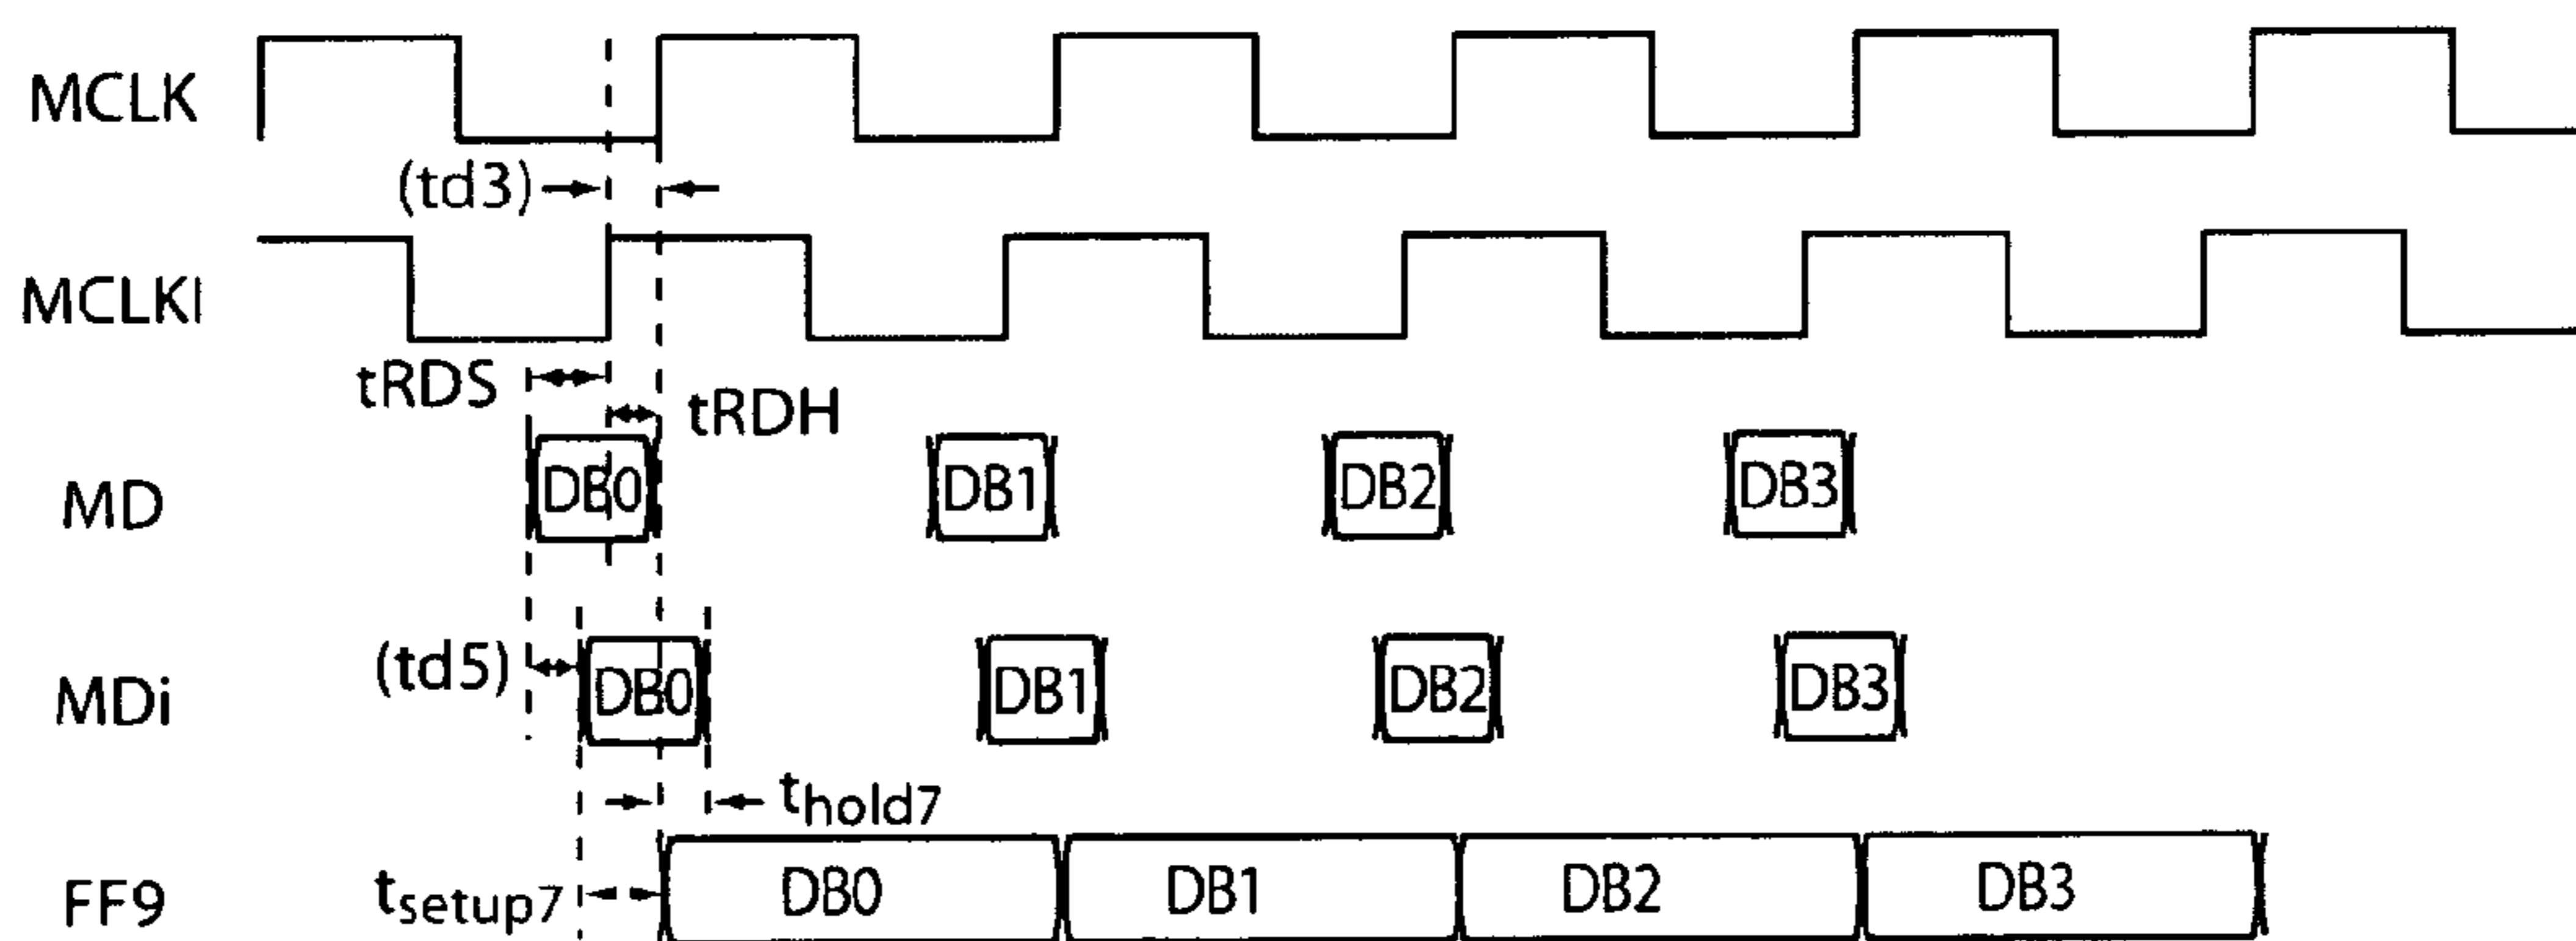 MCLK
(td3)
MCLKI
tRDS
tRDH
MD DB0 DB1 DB2 DB3
(td5)
MDi DB0 DB1 DB2 DB3
thold7
FF9 tsetup7 DB0 DB1 DB2 DB3